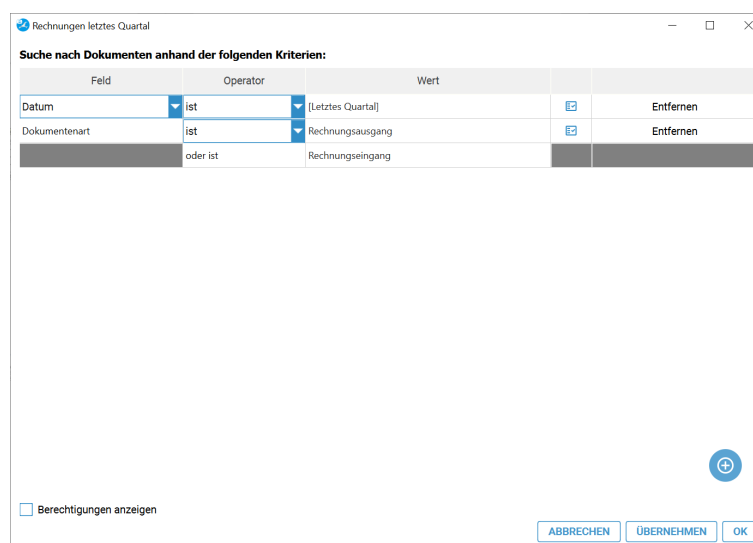 Rechnungen letztes Quartal
Suche nach Dokumenten anhand der folgenden Kriterien:
Feld Operator Wert
Datum ist [Letztes Quartal] Entfernen
Dokumentenart ist Rechnungsausgang Entfernen
oder ist Rechnungseingang
Berechtigungen anzeigen
ABBRECHEN ÜBERNEHMEN OK